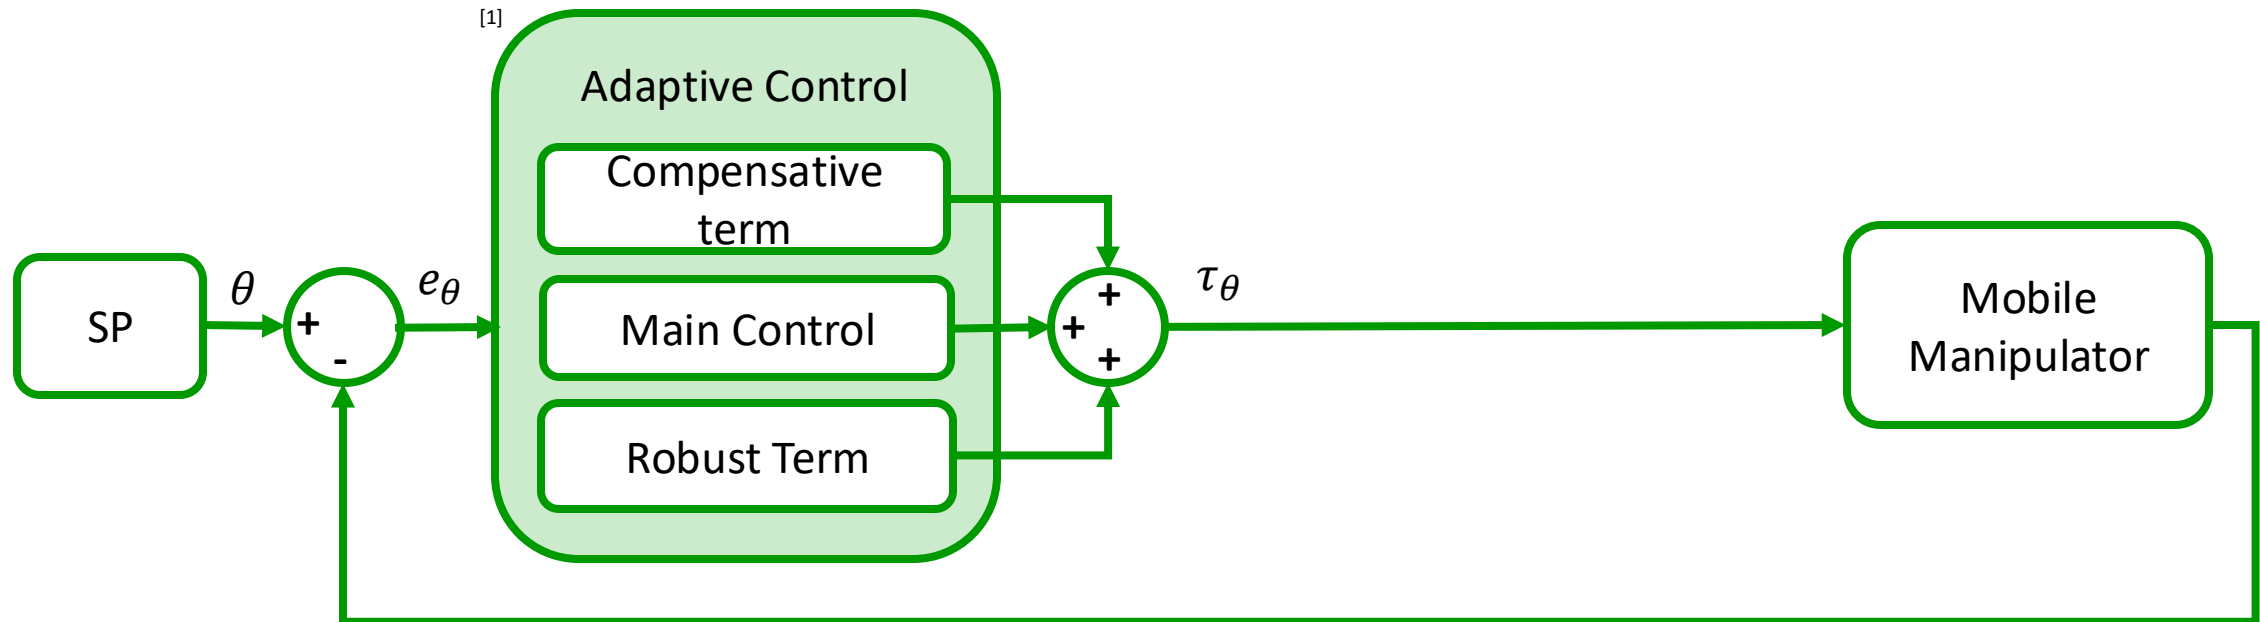 [1]
Adaptive Control
Compensative
term
SP
θ
+
-
e_θ
Main Control
+
+
+
τ_θ
Mobile
Manipulator
Robust Term